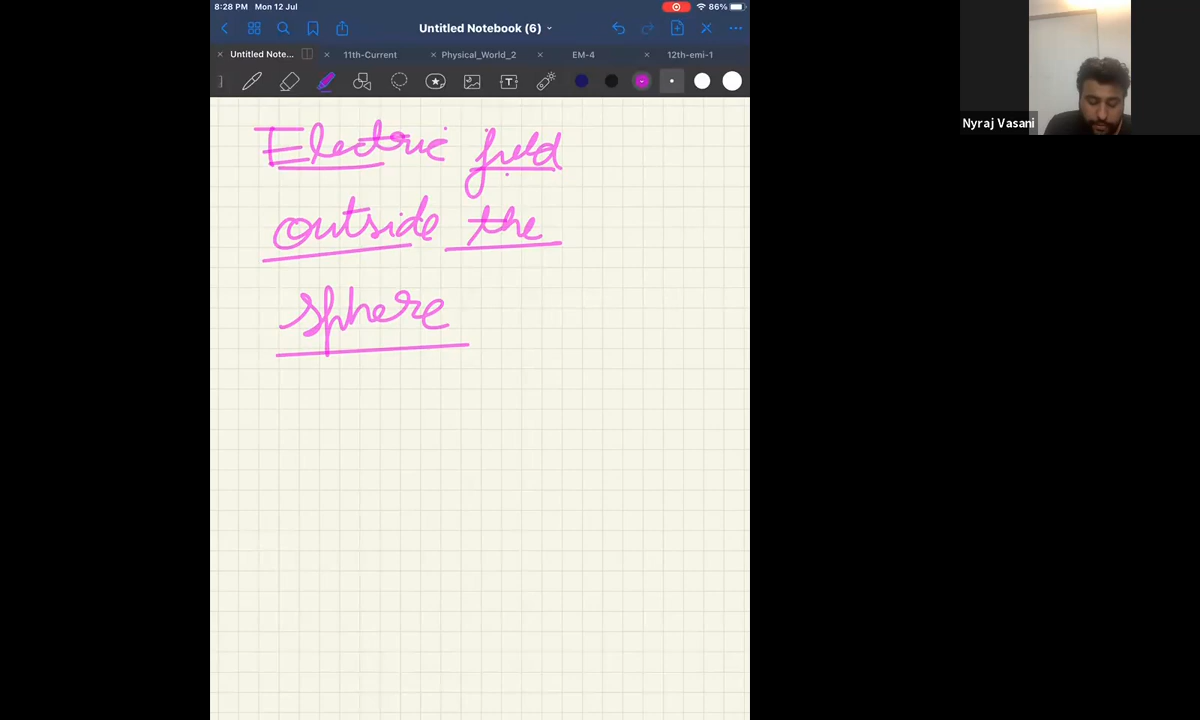 8:28 PM Mon 12 Jul 86%
Untitled Notebook (6)
Untitled Note... 11th-Current Physical_World_2 EM-4 12th-emi-1
Nyraj Vasani
Electric field
outside the
sphere